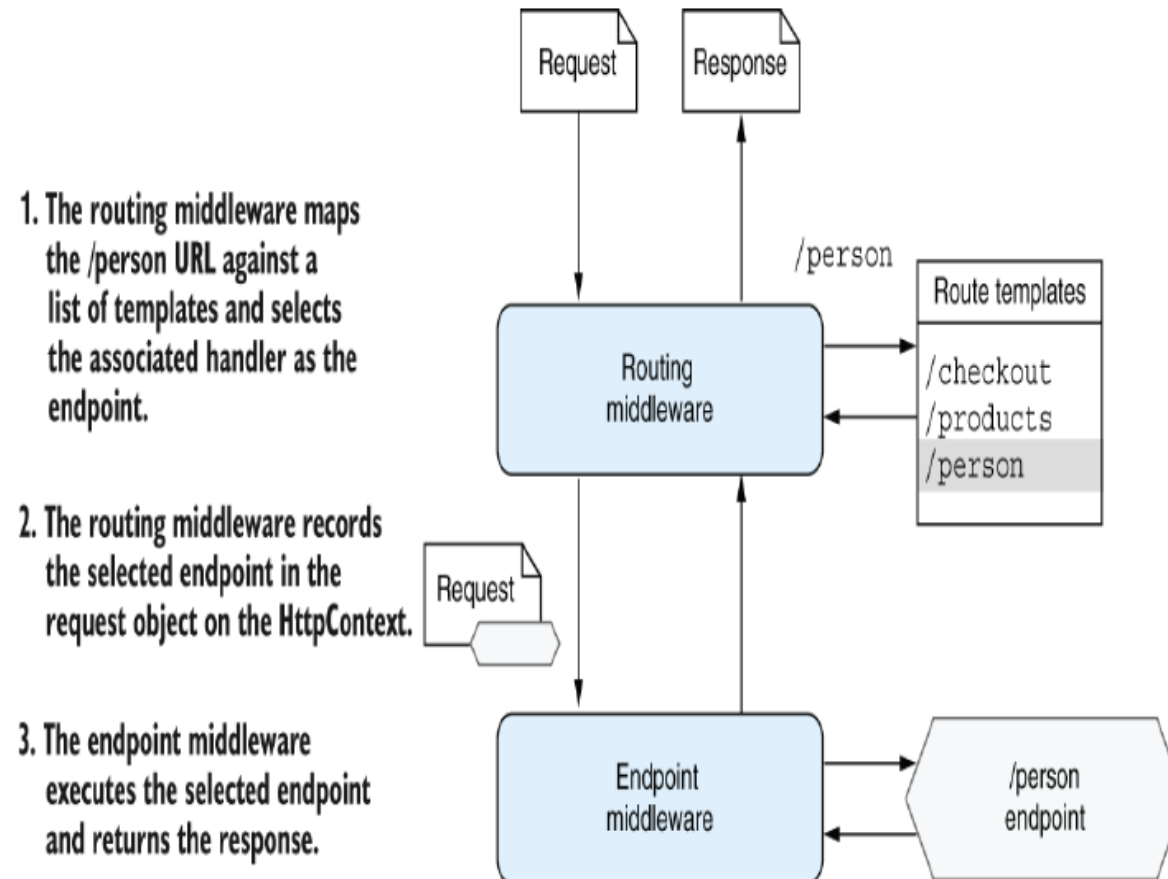 Request
Response
1. The routing middleware maps
the /person URL against a
list of templates and selects
the associated handler as the
endpoint.
/person
Route templates
/checkout
/products
/person
Routing
middleware
2. The routing middleware records
the selected endpoint in the
request object on the HttpContext.
Request
3. The endpoint middleware
executes the selected endpoint
and returns the response.
Endpoint
middleware
/person
endpoint